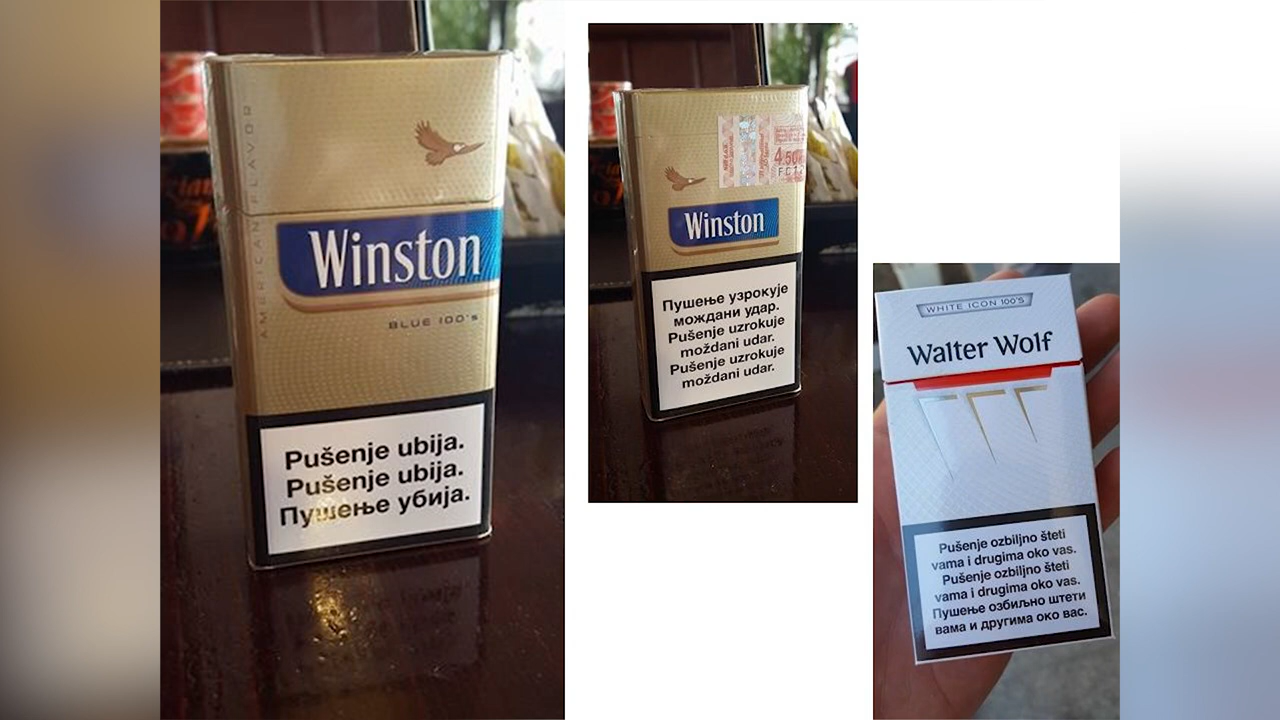 AMERICAN FLAVOR
Winston
BLUE 100's
Pušenje ubija.
Pušenje ubija.
Пушење убија.
4.50
Winston
Пушење узрокује
мождани удар.
Pušenje uzrokuje
moždani udar.
Pušenje uzrokuje
moždani udar.
WHITE ICON 100'S
Walter Wolf
Pušenje ozbiljno šteti
vama i drugima oko vas.
Pušenje ozbiljno šteti
vama i drugima oko vas.
Пушење озбиљно штети
вама и другима око вас.